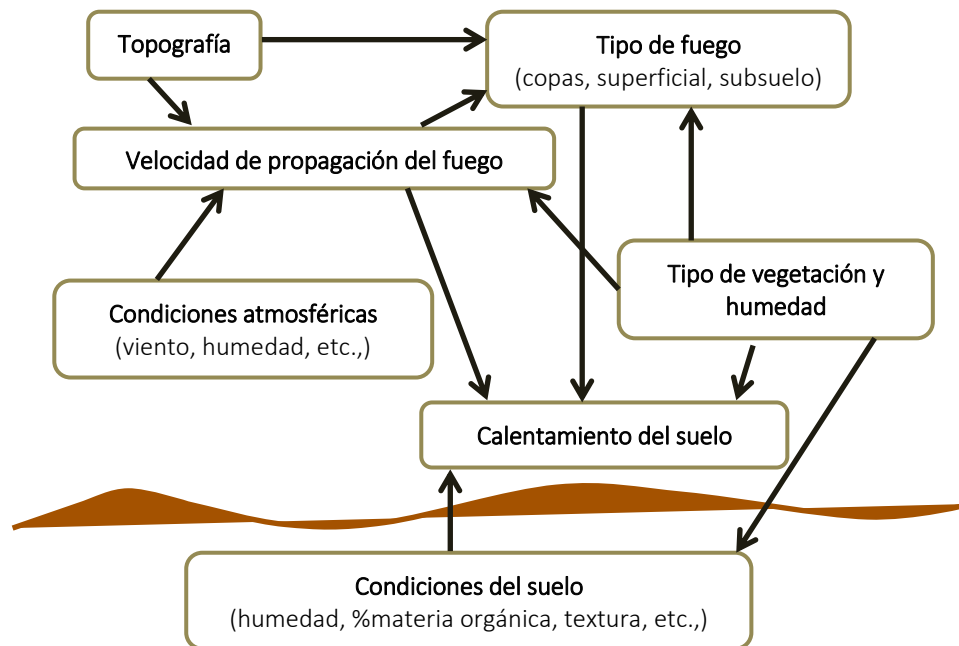 Topografía
Tipo de fuego
(copas, superficial, subsuelo)
Velocidad de propagación del fuego
Tipo de vegetación y
humedad
Condiciones atmosféricas
(viento, humedad, etc.,)
Calentamiento del suelo
Condiciones del suelo
(humedad, %materia orgánica, textura, etc.,)